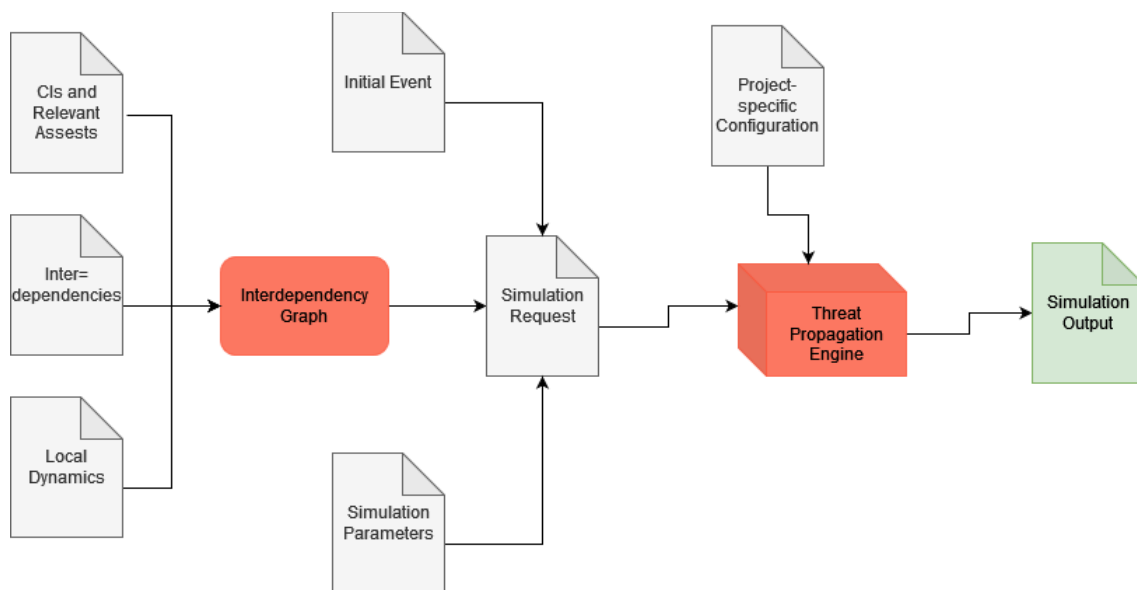 CIs and
Relevant
Assests
Initial Event
Project-
specific
Configuration
Inter=
dependencies
Interdependency
Graph
Simulation
Request
Threat
Propagation
Engine
Simulation
Output
Local
Dynamics
Simulation
Parameters